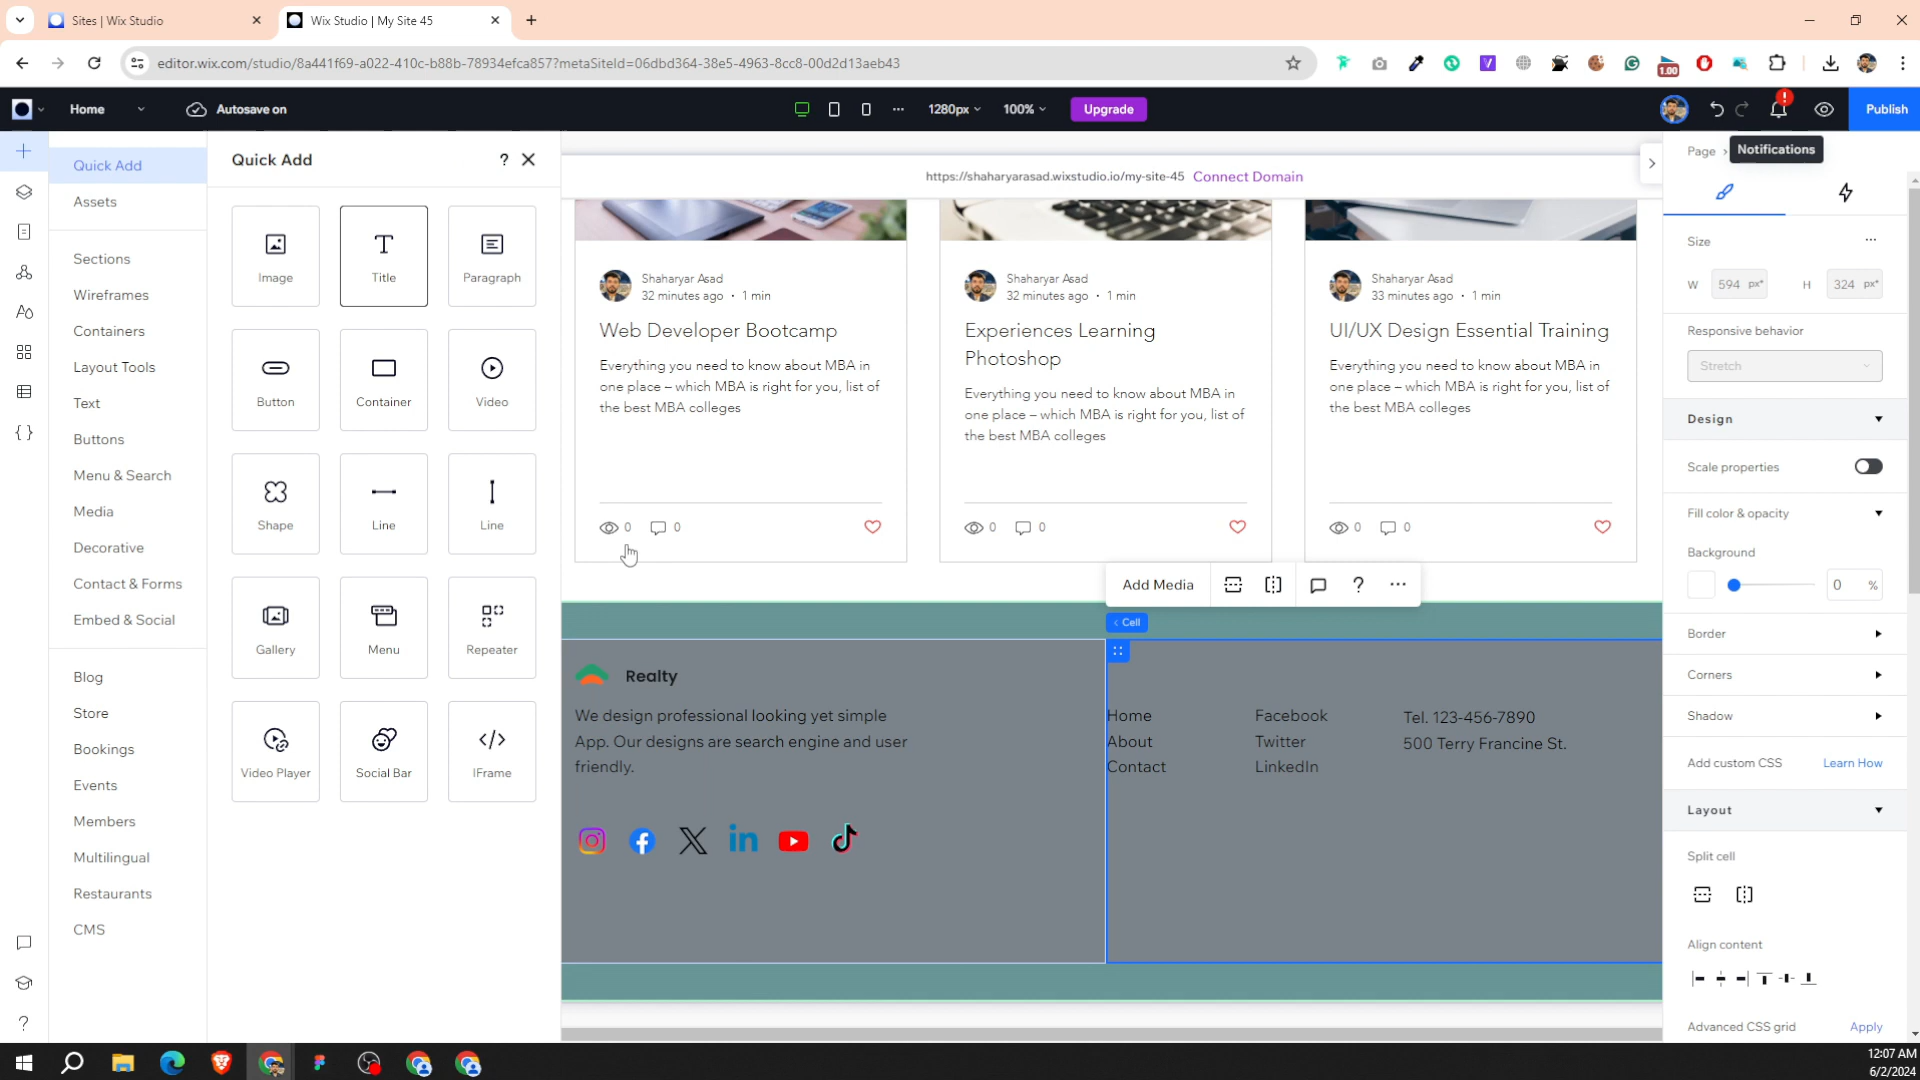 Sites | Wix Studio
Wix Studio | My Site 45
editor.wix.com/studio/8a441f69-a022-410c-b88b-78934efca857?metaSiteId=06dbd364-38e5-4963-8cc8-00d2d13aeb43
1.00
Home
Autosave on
1280px
100%
Upgrade
Publish
Quick Add
Assets
Sections
Wireframes
Containers
Layout Tools
Text
Buttons
Menu & Search
Media
Decorative
Contact & Forms
Embed & Social
Blog
Store
Bookings
Events
Members
Multilingual
Restaurants
CMS
Quick Add
Image
Title
Paragraph
Button
Container
Video
Shape
Line
Line
Gallery
Menu
Repeater
Video Player
Social Bar
IFrame
https://shaharyarasad.wixstudio.io/my-site-45 Connect Domain
Shaharyar Asad
32 minutes ago · 1 min
Web Developer Bootcamp
Everything you need to know about MBA in
one place – which MBA is right for you, list of
the best MBA colleges
0 0
Shaharyar Asad
32 minutes ago · 1 min
Experiences Learning
Photoshop
Everything you need to know about MBA in
one place – which MBA is right for you, list of
the best MBA colleges
0 0
Shaharyar Asad
33 minutes ago · 1 min
UI/UX Design Essential Training
Everything you need to know about MBA in
one place – which MBA is right for you, list of
the best MBA colleges
0 0
Add Media
Cell
Realty
We design professional looking yet simple
App. Our designs are search engine and user
friendly.
Home
About
Contact
Facebook
Twitter
LinkedIn
Tel. 123-456-7890
500 Terry Francine St.
Page
Notifications
Size
W 594 px* H 324 px*
Responsive behavior
Stretch
Design
Scale properties
Fill color & opacity
Background
0 %
Border
Corners
Shadow
Add custom CSS Learn How
Layout
Split cell
Align content
Advanced CSS grid Apply
12:07 AM
6/2/2024